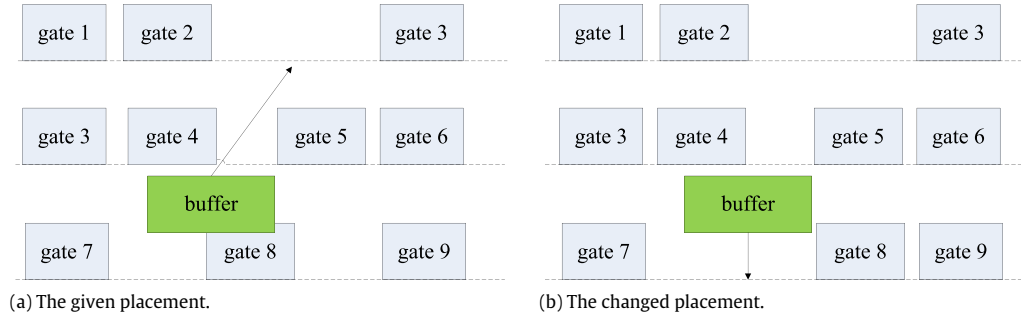 gate 1 gate 2 gate 3 gate 1 gate 2 gate 3
gate 3 gate 4 gate 5 gate 6 gate 3 gate 4 gate 5 gate 6
buffer buffer
gate 7 gate 8 gate 9 gate 7 gate 8 gate 9
(a) The given placement. (b) The changed placement.